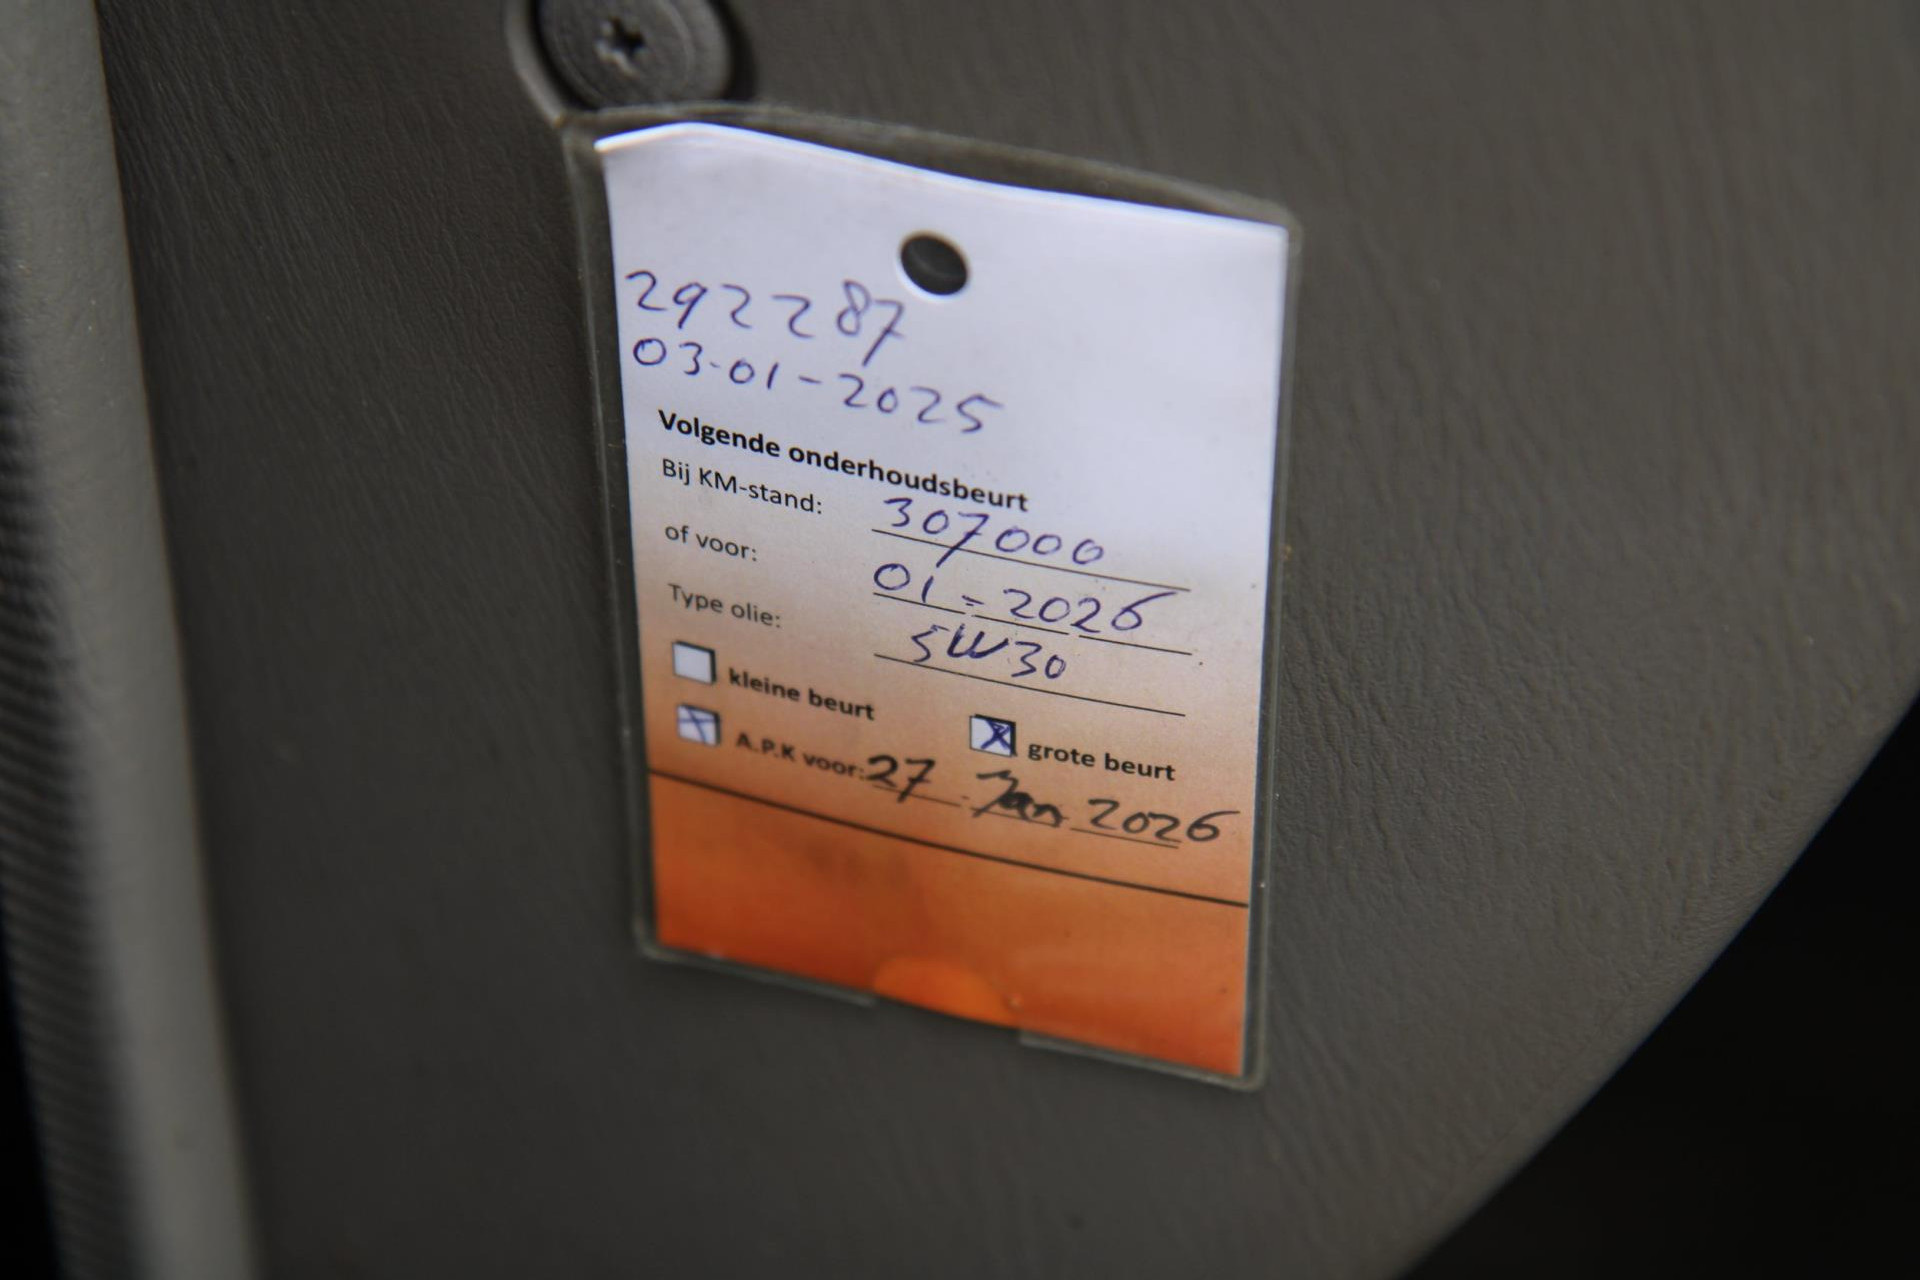 292287
03-01-2025
Volgende onderhoudsbeurt
Bij KM-stand: 307000
of voor: 01-2026
Type olie: 5W30
kleine beurt
grote beurt
A.P.K voor: 27 Jan 2026